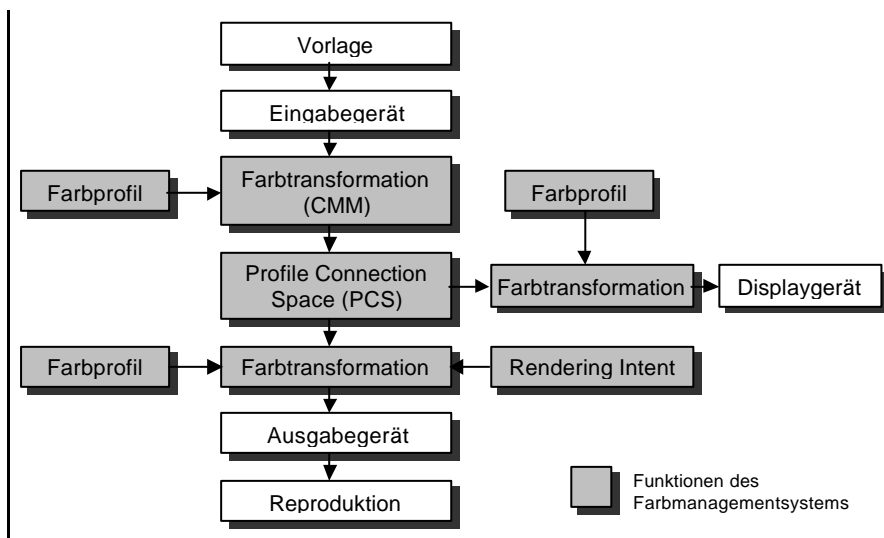 Vorlage
Eingabegerät
Farbprofil
Farbtransformation
(CMM)
Farbprofil
Profile Connection
Space (PCS)
Farbtransformation
Displaygerät
Farbprofil
Farbtransformation
Rendering Intent
Ausgabegerät
Reproduktion
Funktionen des
Farbmanagementsystems